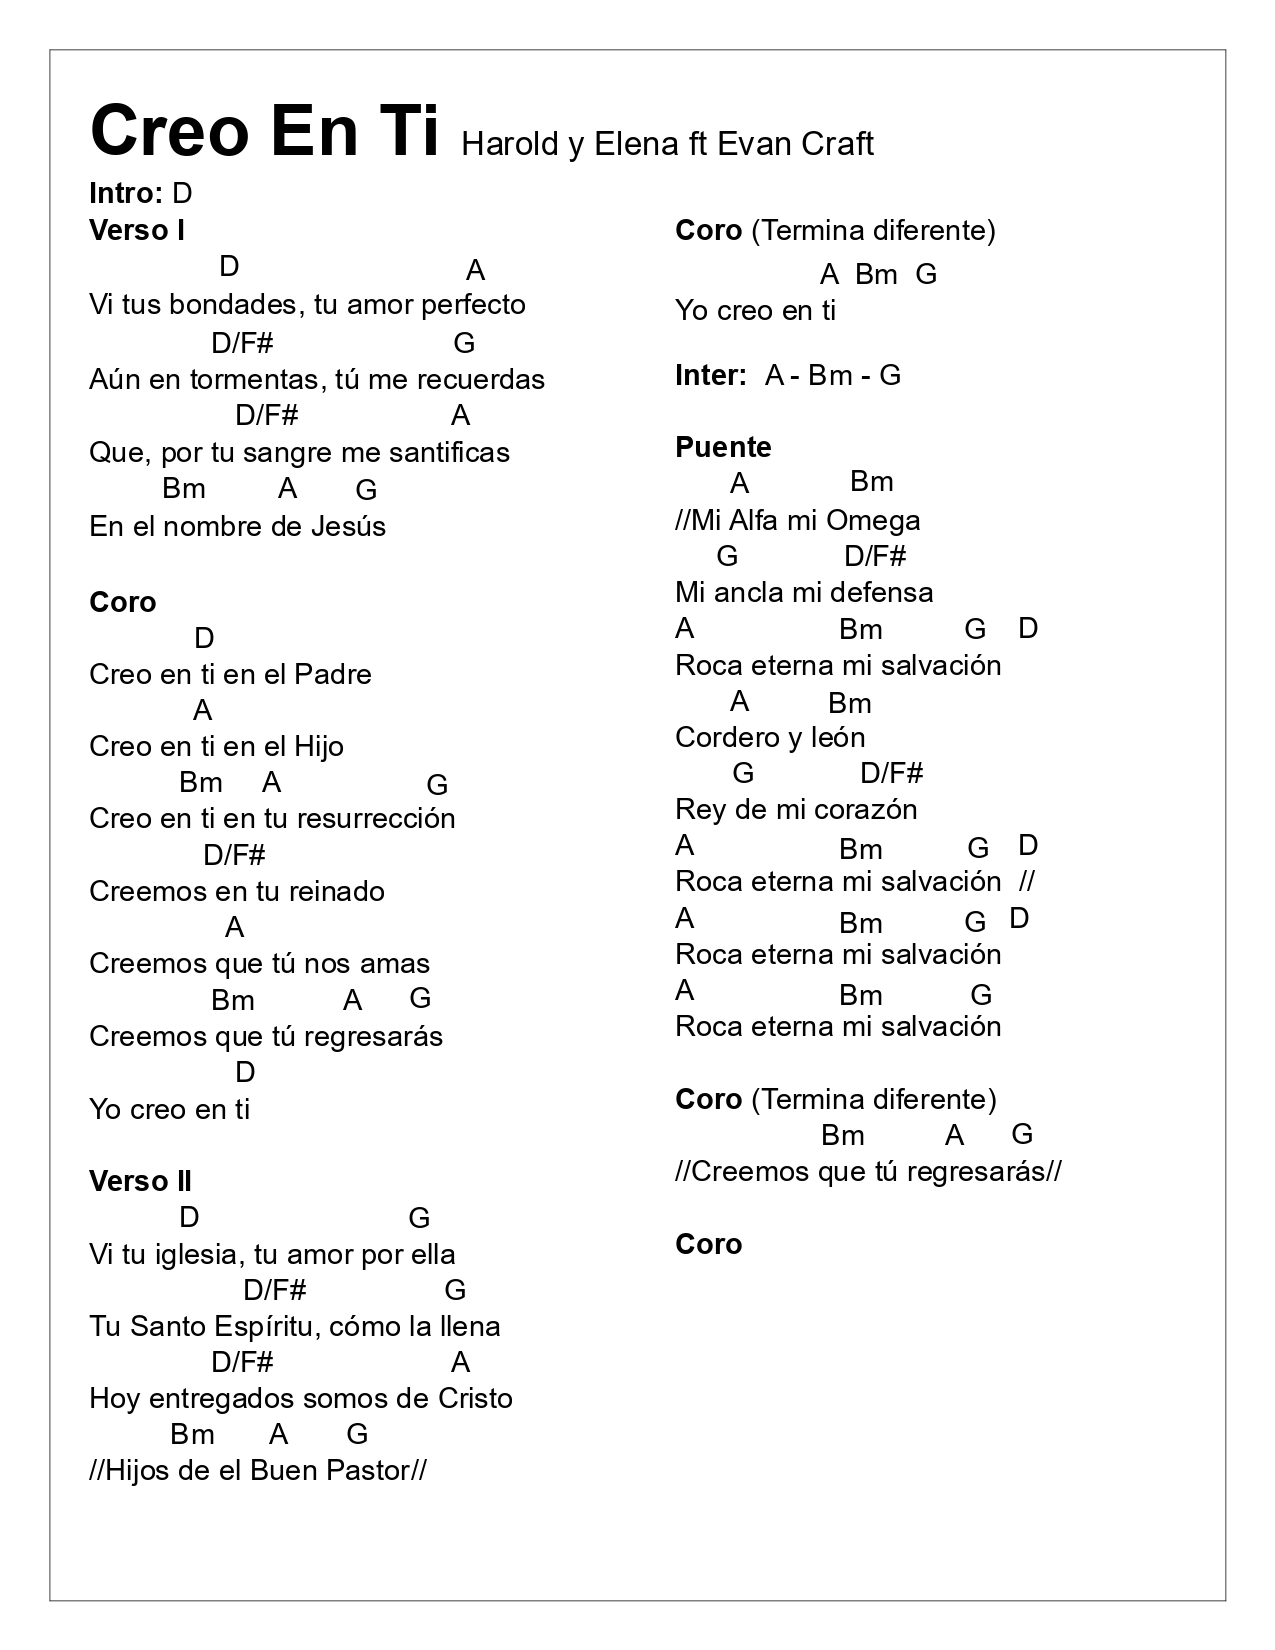 Creo En Ti Harold y Elena ft Evan Craft
Intro: D
Verso I
D A
Vi tus bondades, tu amor perfecto
D/F# G
Aún en tormentas, tú me recuerdas
D/F# A
Que, por tu sangre me santificas
Bm A G
En el nombre de Jesús
Coro
D
Creo en ti en el Padre
A
Creo en ti en el Hijo
Bm A G
Creo en ti en tu resurrección
D/F#
Creemos en tu reinado
A
Creemos que tú nos amas
Bm A G
Creemos que tú regresarás
D
Yo creo en ti
Verso II
D G
Vi tu iglesia, tu amor por ella
D/F# G
Tu Santo Espíritu, cómo la llena
D/F# A
Hoy entregados somos de Cristo
Bm A G
//Hijos de el Buen Pastor//
Coro (Termina diferente)
A Bm G
Yo creo en ti
Inter: A - Bm - G
Puente
A Bm
//Mi Alfa mi Omega
G D/F#
Mi ancla mi defensa
A Bm G D
Roca eterna mi salvación
A Bm
Cordero y león
G D/F#
Rey de mi corazón
A Bm G D
Roca eterna mi salvación //
A Bm G D
Roca eterna mi salvación
A Bm G
Roca eterna mi salvación
Coro (Termina diferente)
Bm A G
//Creemos que tú regresarás//
Coro